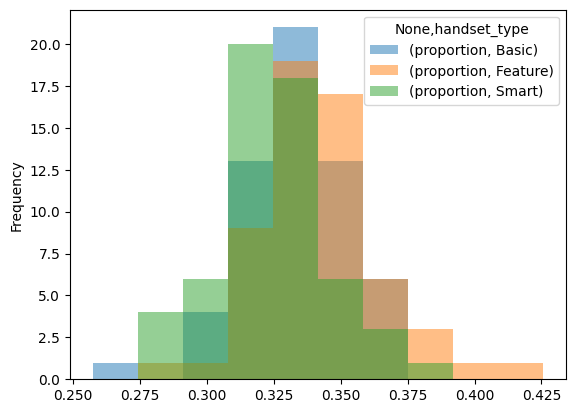 None,handset_type
(proportion, Basic)
(proportion, Feature)
(proportion, Smart)
Frequency
20.0
17.5
15.0
12.5
10.0
7.5
5.0
2.5
0.0
0.250 0.275 0.300 0.325 0.350 0.375 0.400 0.425